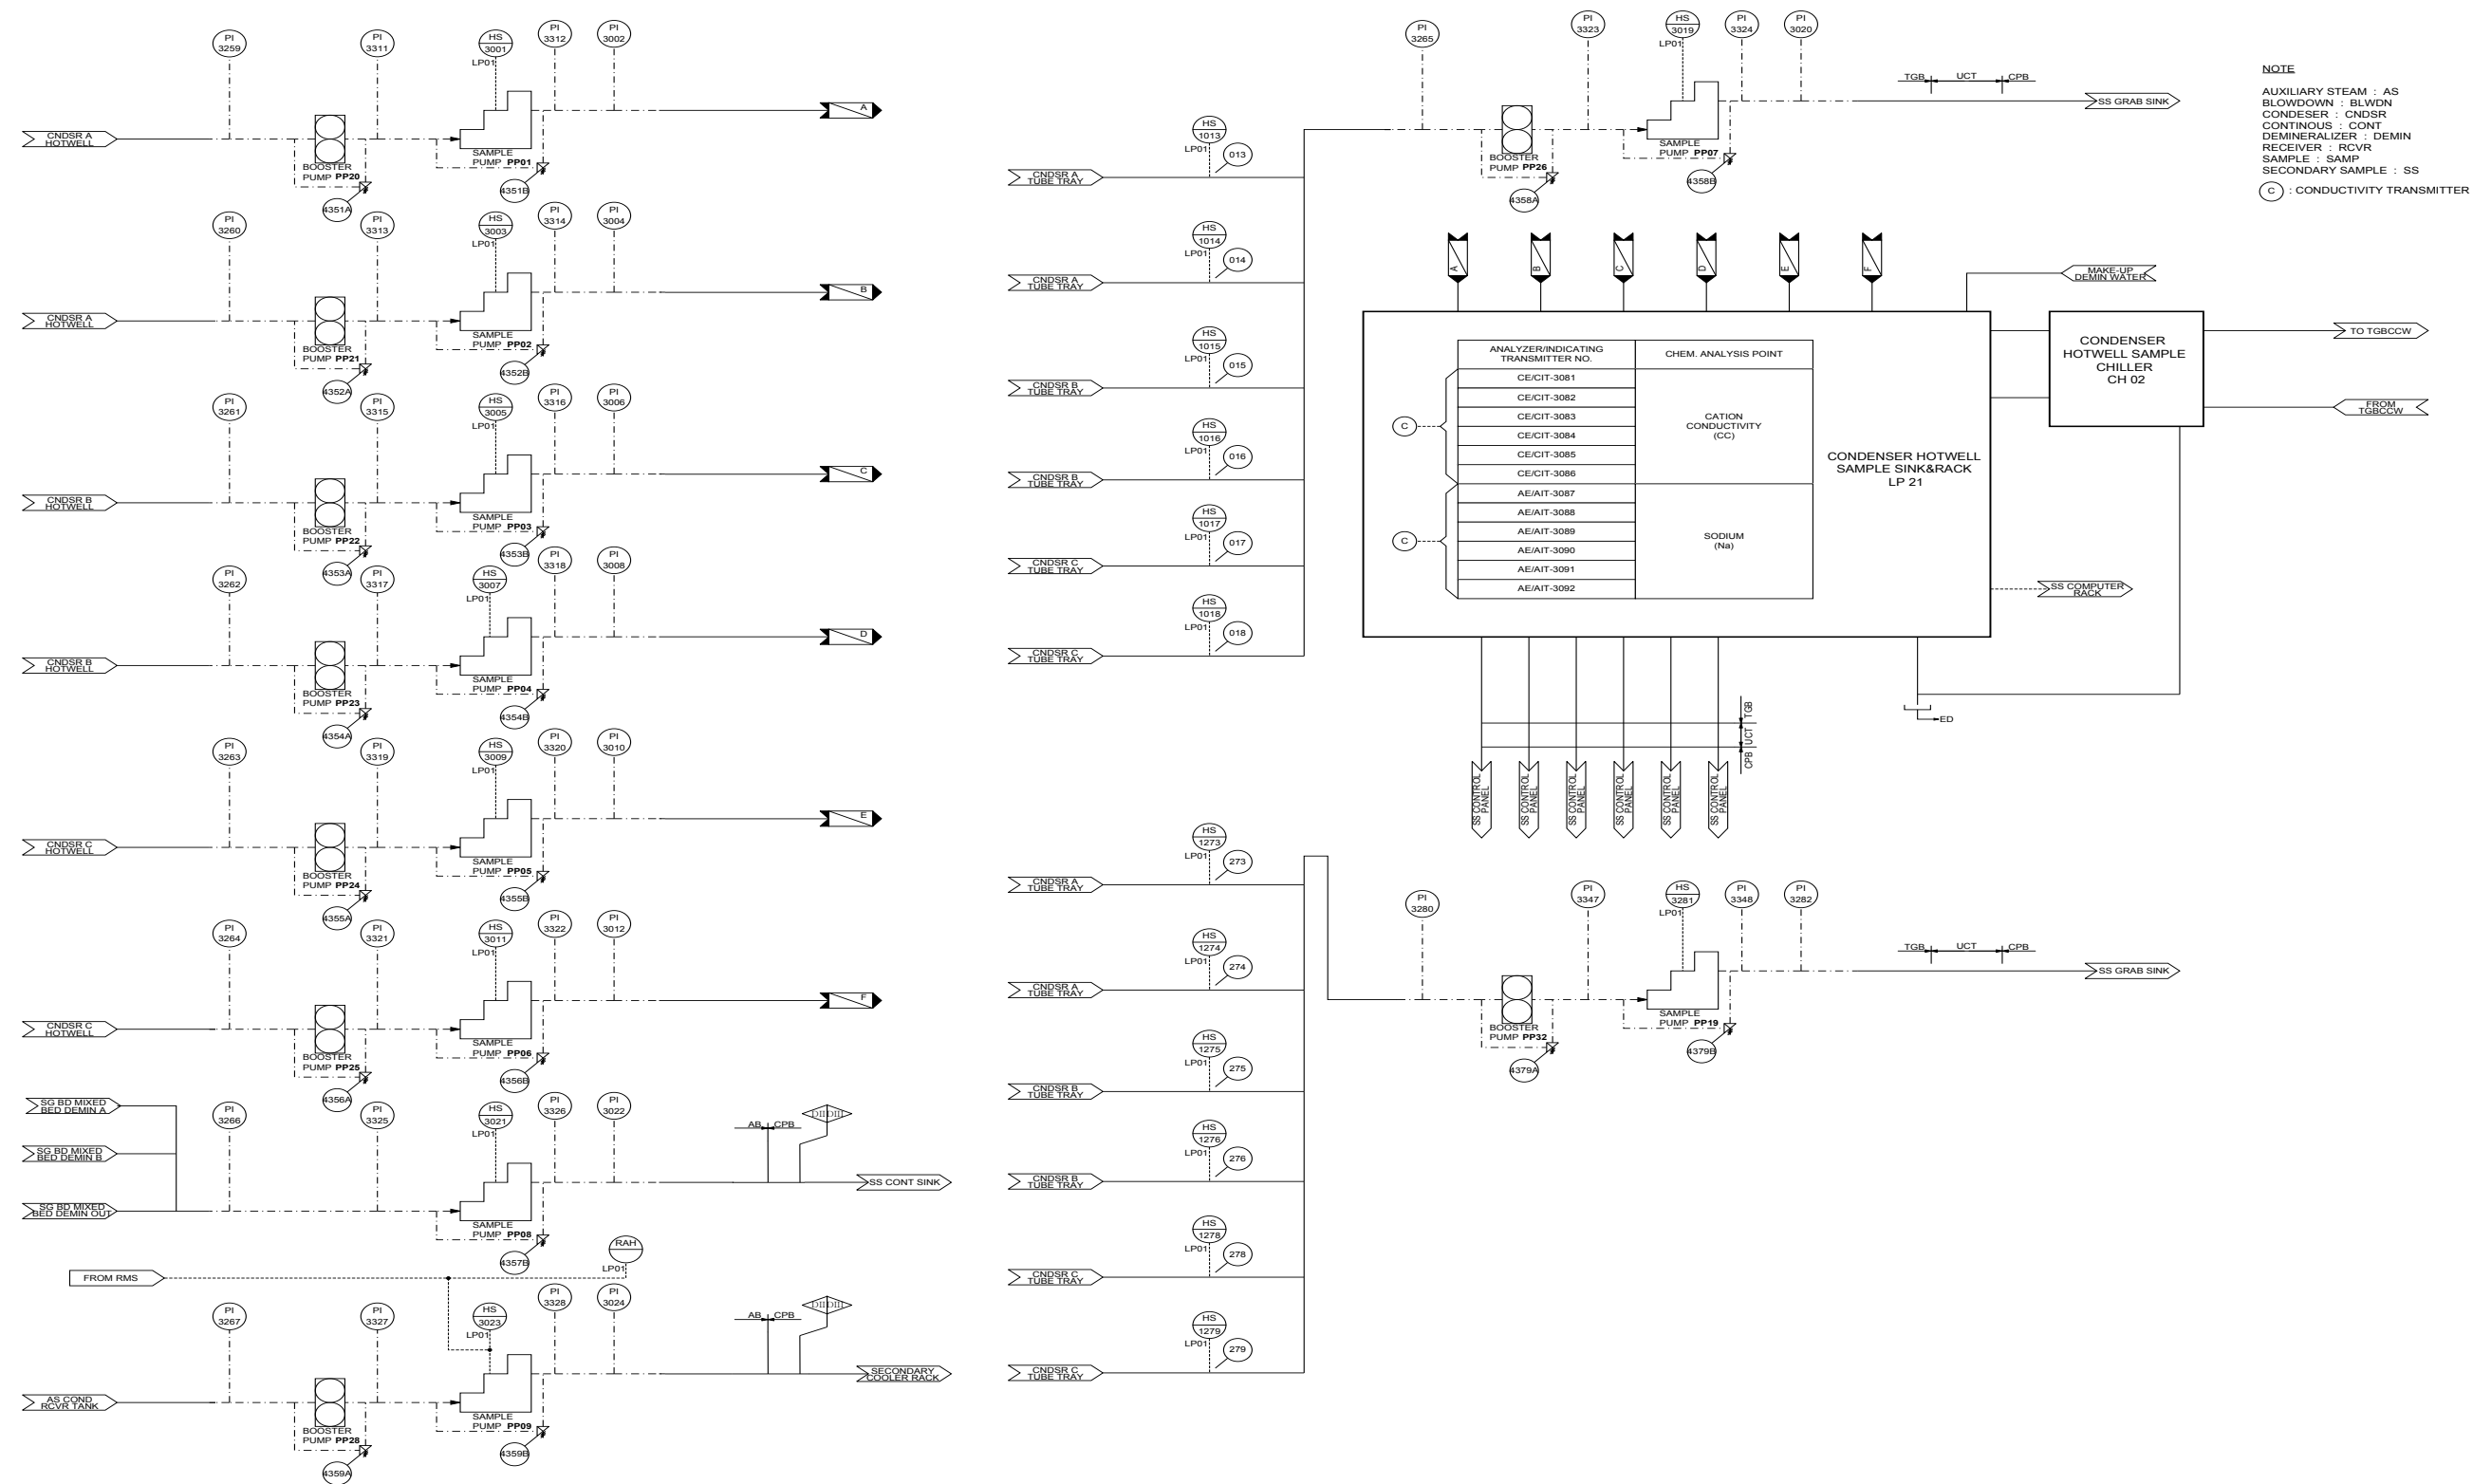 PI
3259
PI
3311
HS
3001
LP01
PI
3312
PI
3002
A
CNDSR A
HOTWELL
BOOSTER
PUMP PP20
4351A
SAMPLE
PUMP PP01
4351B
PI
3260
PI
3313
HS
3003
LP01
PI
3314
PI
3004
B
CNDSR A
HOTWELL
BOOSTER
PUMP PP21
4352A
SAMPLE
PUMP PP02
4352B
PI
3261
PI
3315
HS
3005
LP01
PI
3316
PI
3006
C
CNDSR B
HOTWELL
BOOSTER
PUMP PP22
4353A
SAMPLE
PUMP PP03
4353B
PI
3262
PI
3317
HS
3007
LP01
PI
3318
PI
3008
D
CNDSR B
HOTWELL
BOOSTER
PUMP PP23
4354A
SAMPLE
PUMP PP04
4354B
PI
3263
PI
3319
HS
3009
LP01
PI
3320
PI
3010
E
CNDSR C
HOTWELL
BOOSTER
PUMP PP24
4355A
SAMPLE
PUMP PP05
4355B
PI
3264
PI
3321
HS
3011
LP01
PI
3322
PI
3012
F
CNDSR C
HOTWELL
BOOSTER
PUMP PP25
4356A
SAMPLE
PUMP PP06
4356B
SG BD MIXED
BED DEMIN A
SG BD MIXED
BED DEMIN B
SG BD MIXED
BED DEMIN OUT
PI
3266
PI
3325
HS
3021
LP01
PI
3326
PI
3022
AB CPB
DII DIII
SS CONT SINK
SAMPLE
PUMP PP08
4357B
FROM RMS
RAH
LP01
PI
3267
PI
3327
HS
3023
LP01
PI
3328
PI
3024
AB CPB
DII DIII
SECONDARY
COOLER RACK
AS COND
RCVR TANK
BOOSTER
PUMP PP28
4359A
SAMPLE
PUMP PP09
4359B
HS
1013
LP01
013
CNDSR A
TUBE TRAY
HS
1014
LP01
014
CNDSR A
TUBE TRAY
HS
1015
LP01
015
CNDSR B
TUBE TRAY
HS
1016
LP01
016
CNDSR B
TUBE TRAY
HS
1017
LP01
017
CNDSR C
TUBE TRAY
HS
1018
LP01
018
CNDSR C
TUBE TRAY
PI
3265
PI
3323
HS
3019
LP01
PI
3324
PI
3020
BOOSTER
PUMP PP26
4358A
SAMPLE
PUMP PP07
4358B
TGB UCT CPB
SS GRAB SINK
NOTE
AUXILIARY STEAM : AS
BLOWDOWN : BLWDN
CONDESER : CNDSR
CONTINOUS : CONT
DEMINERALIZER : DEMIN
RECEIVER : RCVR
SAMPLE : SAMP
SECONDARY SAMPLE : SS
C : CONDUCTIVITY TRANSMITTER
A
B
C
D
E
F
MAKE-UP
DEMIN WATER
ANALYZER/INDICATING
TRANSMITTER NO.
CHEM. ANALYSIS POINT
CE/CIT-3081
CE/CIT-3082
CE/CIT-3083
CE/CIT-3084
CE/CIT-3085
CE/CIT-3086
C
CATION
CONDUCTIVITY
(CC)
AE/AIT-3087
AE/AIT-3088
AE/AIT-3089
AE/AIT-3090
AE/AIT-3091
AE/AIT-3092
C
SODIUM
(Na)
CONDENSER HOTWELL
SAMPLE SINK&RACK
LP 21
CONDENSER
HOTWELL SAMPLE
CHILLER
CH 02
TO TGBCCW
FROM
TGBCCW
SS COMPUTER
RACK
ED
TGB
UCT
CPB
SS CONTROL
PANEL
SS CONTROL
PANEL
SS CONTROL
PANEL
SS CONTROL
PANEL
SS CONTROL
PANEL
SS CONTROL
PANEL
HS
1273
LP01
273
CNDSR A
TUBE TRAY
HS
1274
LP01
274
CNDSR A
TUBE TRAY
HS
1275
LP01
275
CNDSR B
TUBE TRAY
HS
1276
LP01
276
CNDSR B
TUBE TRAY
HS
1278
LP01
278
CNDSR C
TUBE TRAY
HS
1279
LP01
279
CNDSR C
TUBE TRAY
PI
3280
PI
3347
HS
3281
LP01
PI
3348
PI
3282
BOOSTER
PUMP PP32
4379A
SAMPLE
PUMP PP19
4379B
TGB UCT CPB
SS GRAB SINK